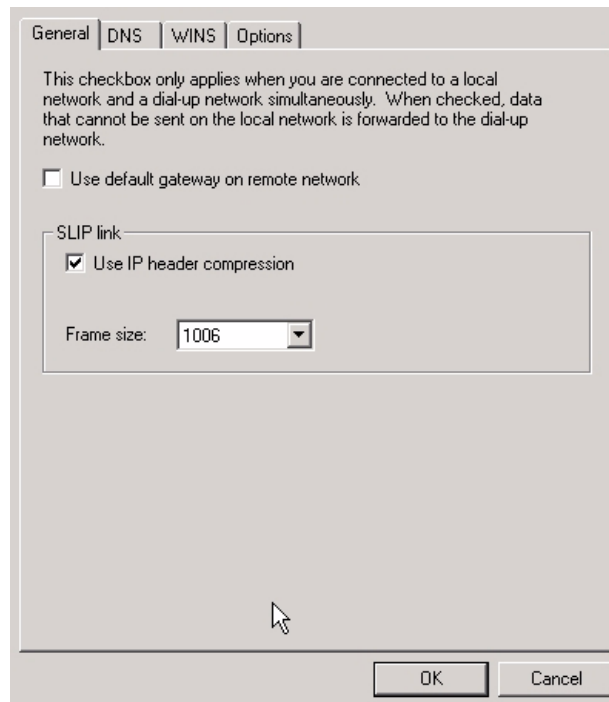 General DNS WINS Options
This checkbox only applies when you are connected to a local
network and a dial-up network simultaneously. When checked, data
that cannot be sent on the local network is forwarded to the dial-up
network.
Use default gateway on remote network
SLIP link
Use IP header compression
Frame size: 1006
OK Cancel